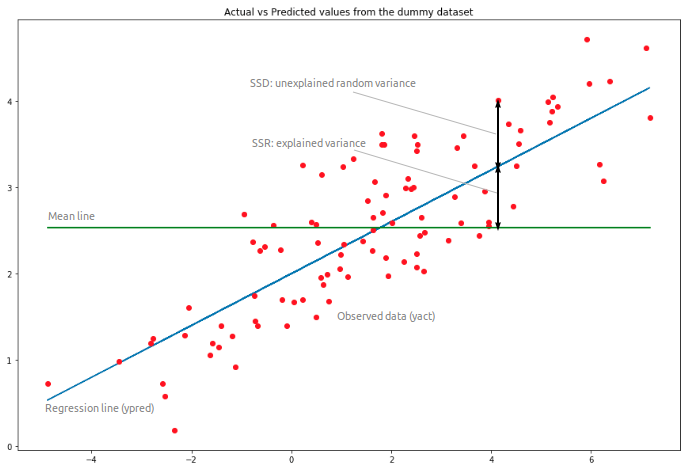 Actual vs Predicted values from the dummy dataset
SSD: unexplained random variance
SSR: explained variance
Mean line
Observed data (yact)
Regression line (ypred)
4
3
2
1
0
−4
−2
0
2
4
6